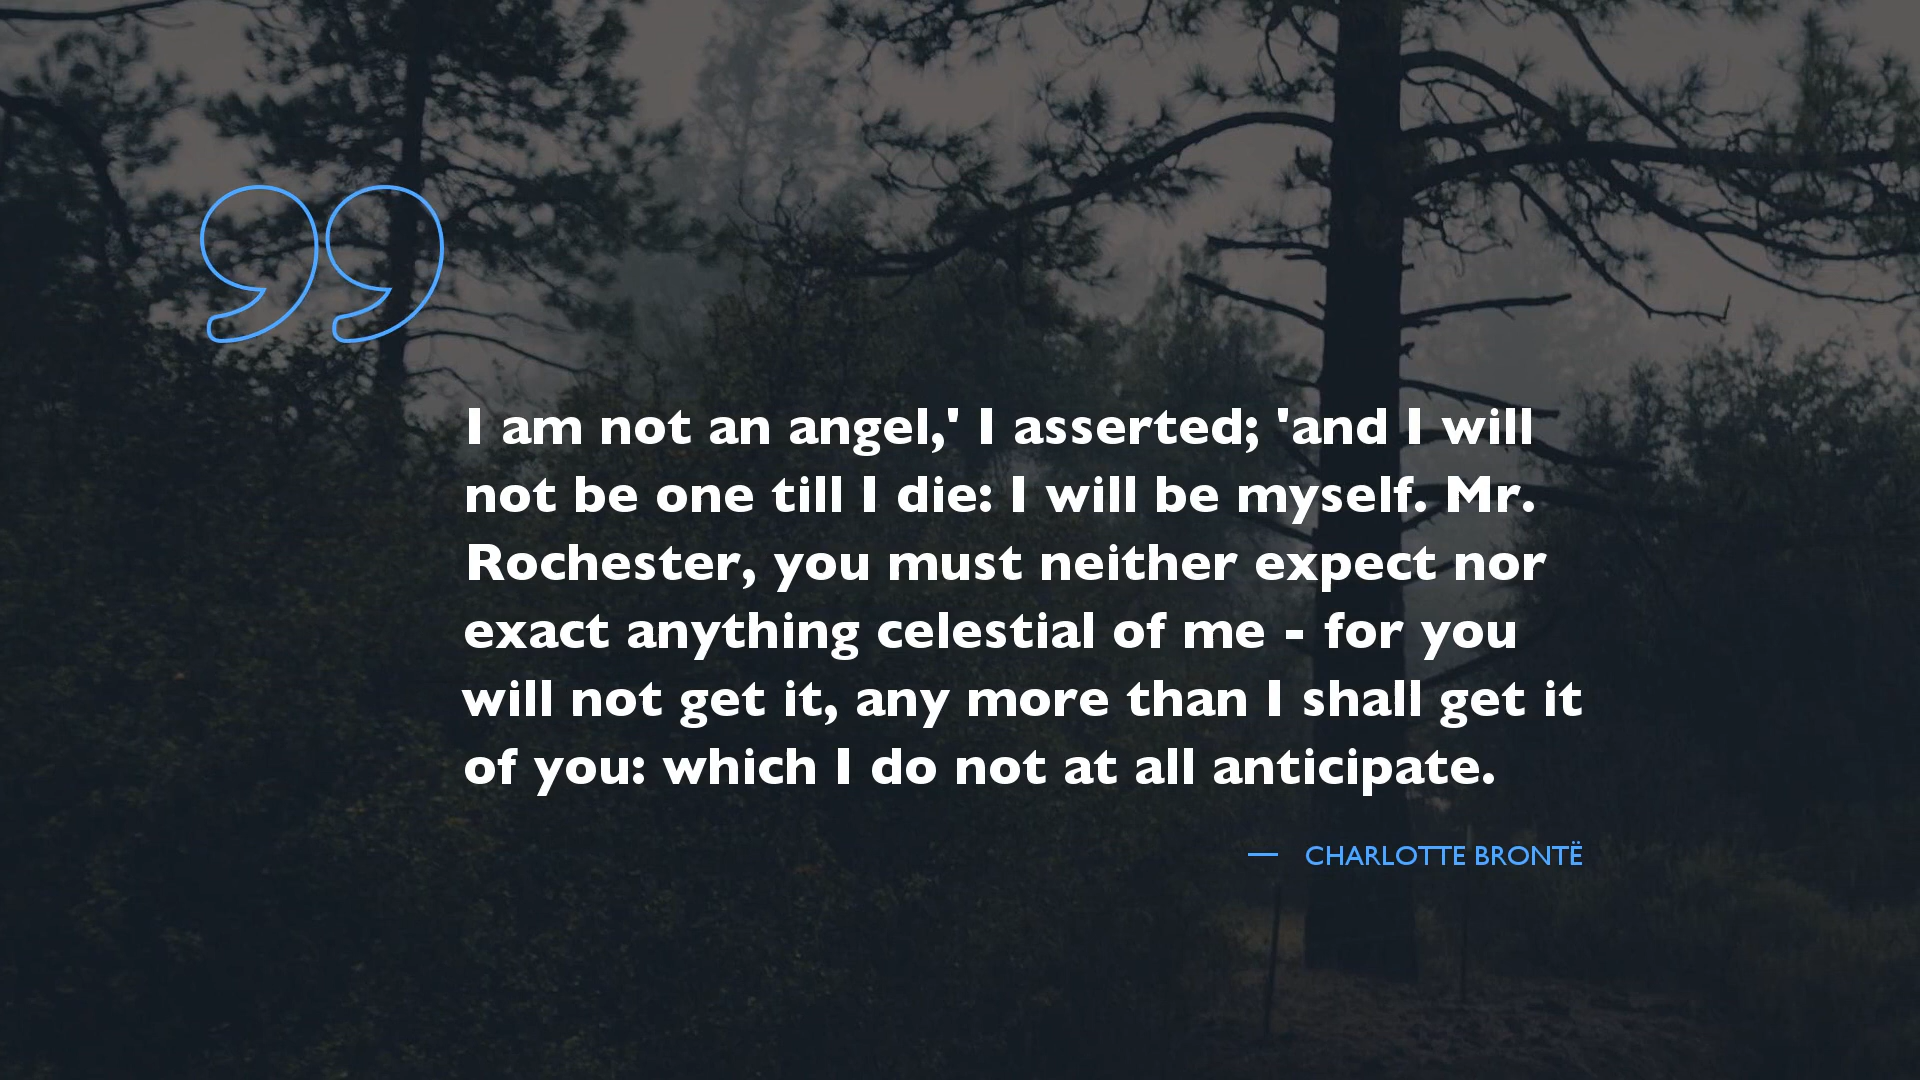 I am not an angel,' I asserted; 'and I will
not be one till I die: I will be myself. Mr.
Rochester, you must neither expect nor
exact anything celestial of me - for you
will not get it, any more than I shall get it
of you: which I do not at all anticipate.
— CHARLOTTE BRONTË